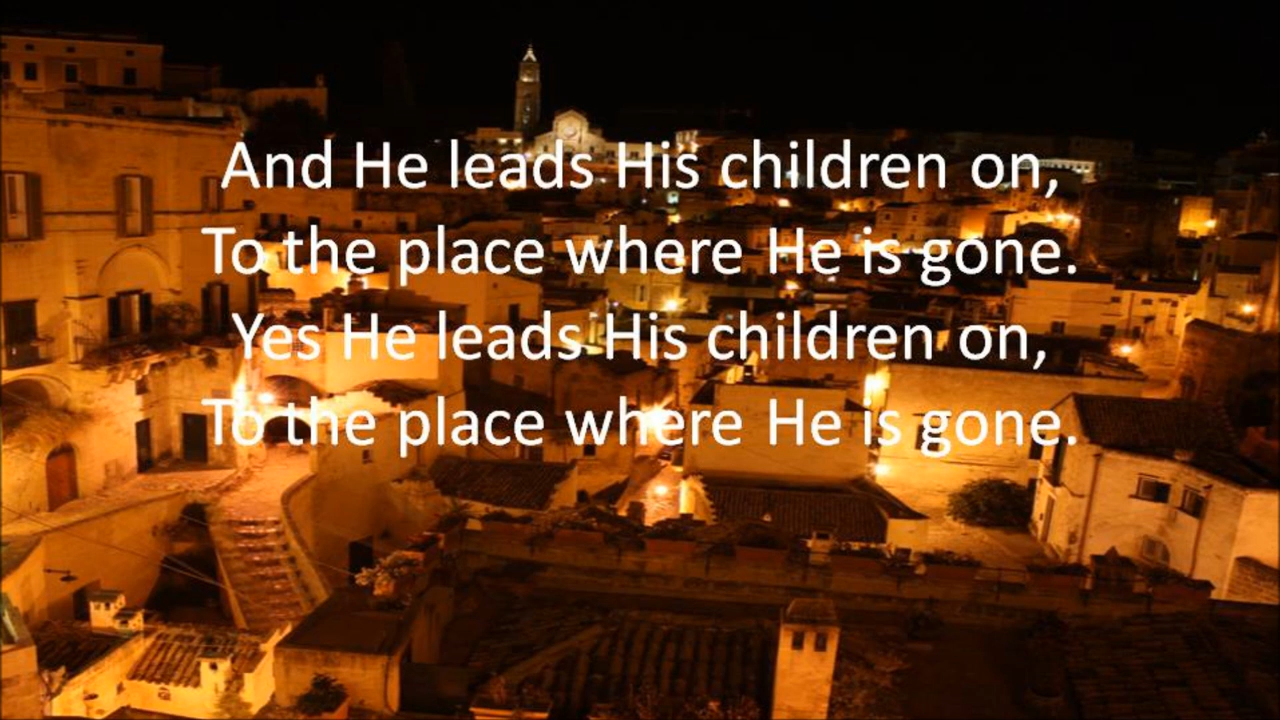 And He leads His children on,
To the place where He is gone.
Yes He leads His children on,
To the place where He is gone.